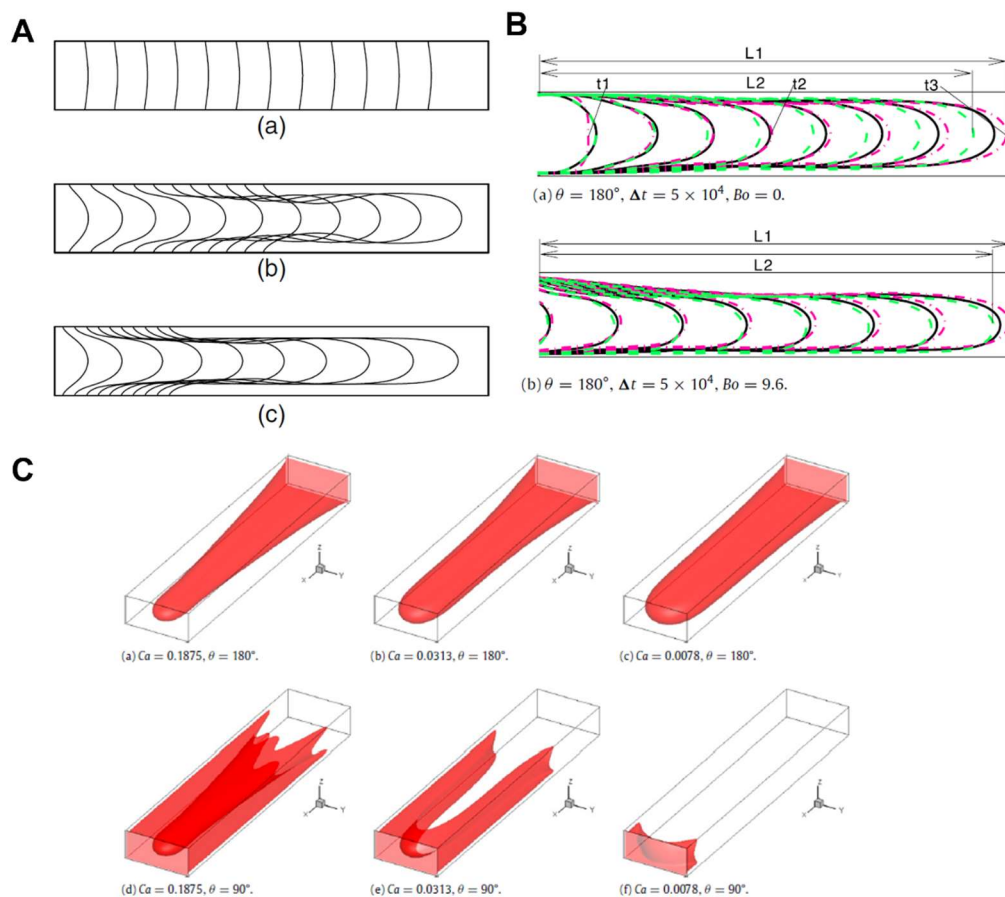 A
(a)
(b)
(c)
B
L1
L2
t1
t2
t3
(a) θ = 180°, Δt = 5 × 10⁴, Bo = 0.
L1
L2
(b) θ = 180°, Δt = 5 × 10⁴, Bo = 9.6.
C
Z
X
Y
Z
X
Y
Z
X
Y
(a) Ca = 0.1875, θ = 180°.
(b) Ca = 0.0313, θ = 180°.
(c) Ca = 0.0078, θ = 180°.
Z
X
Y
Z
X
Y
Z
X
Y
(d) Ca = 0.1875, θ = 90°.
(e) Ca = 0.0313, θ = 90°.
(f) Ca = 0.0078, θ = 90°.